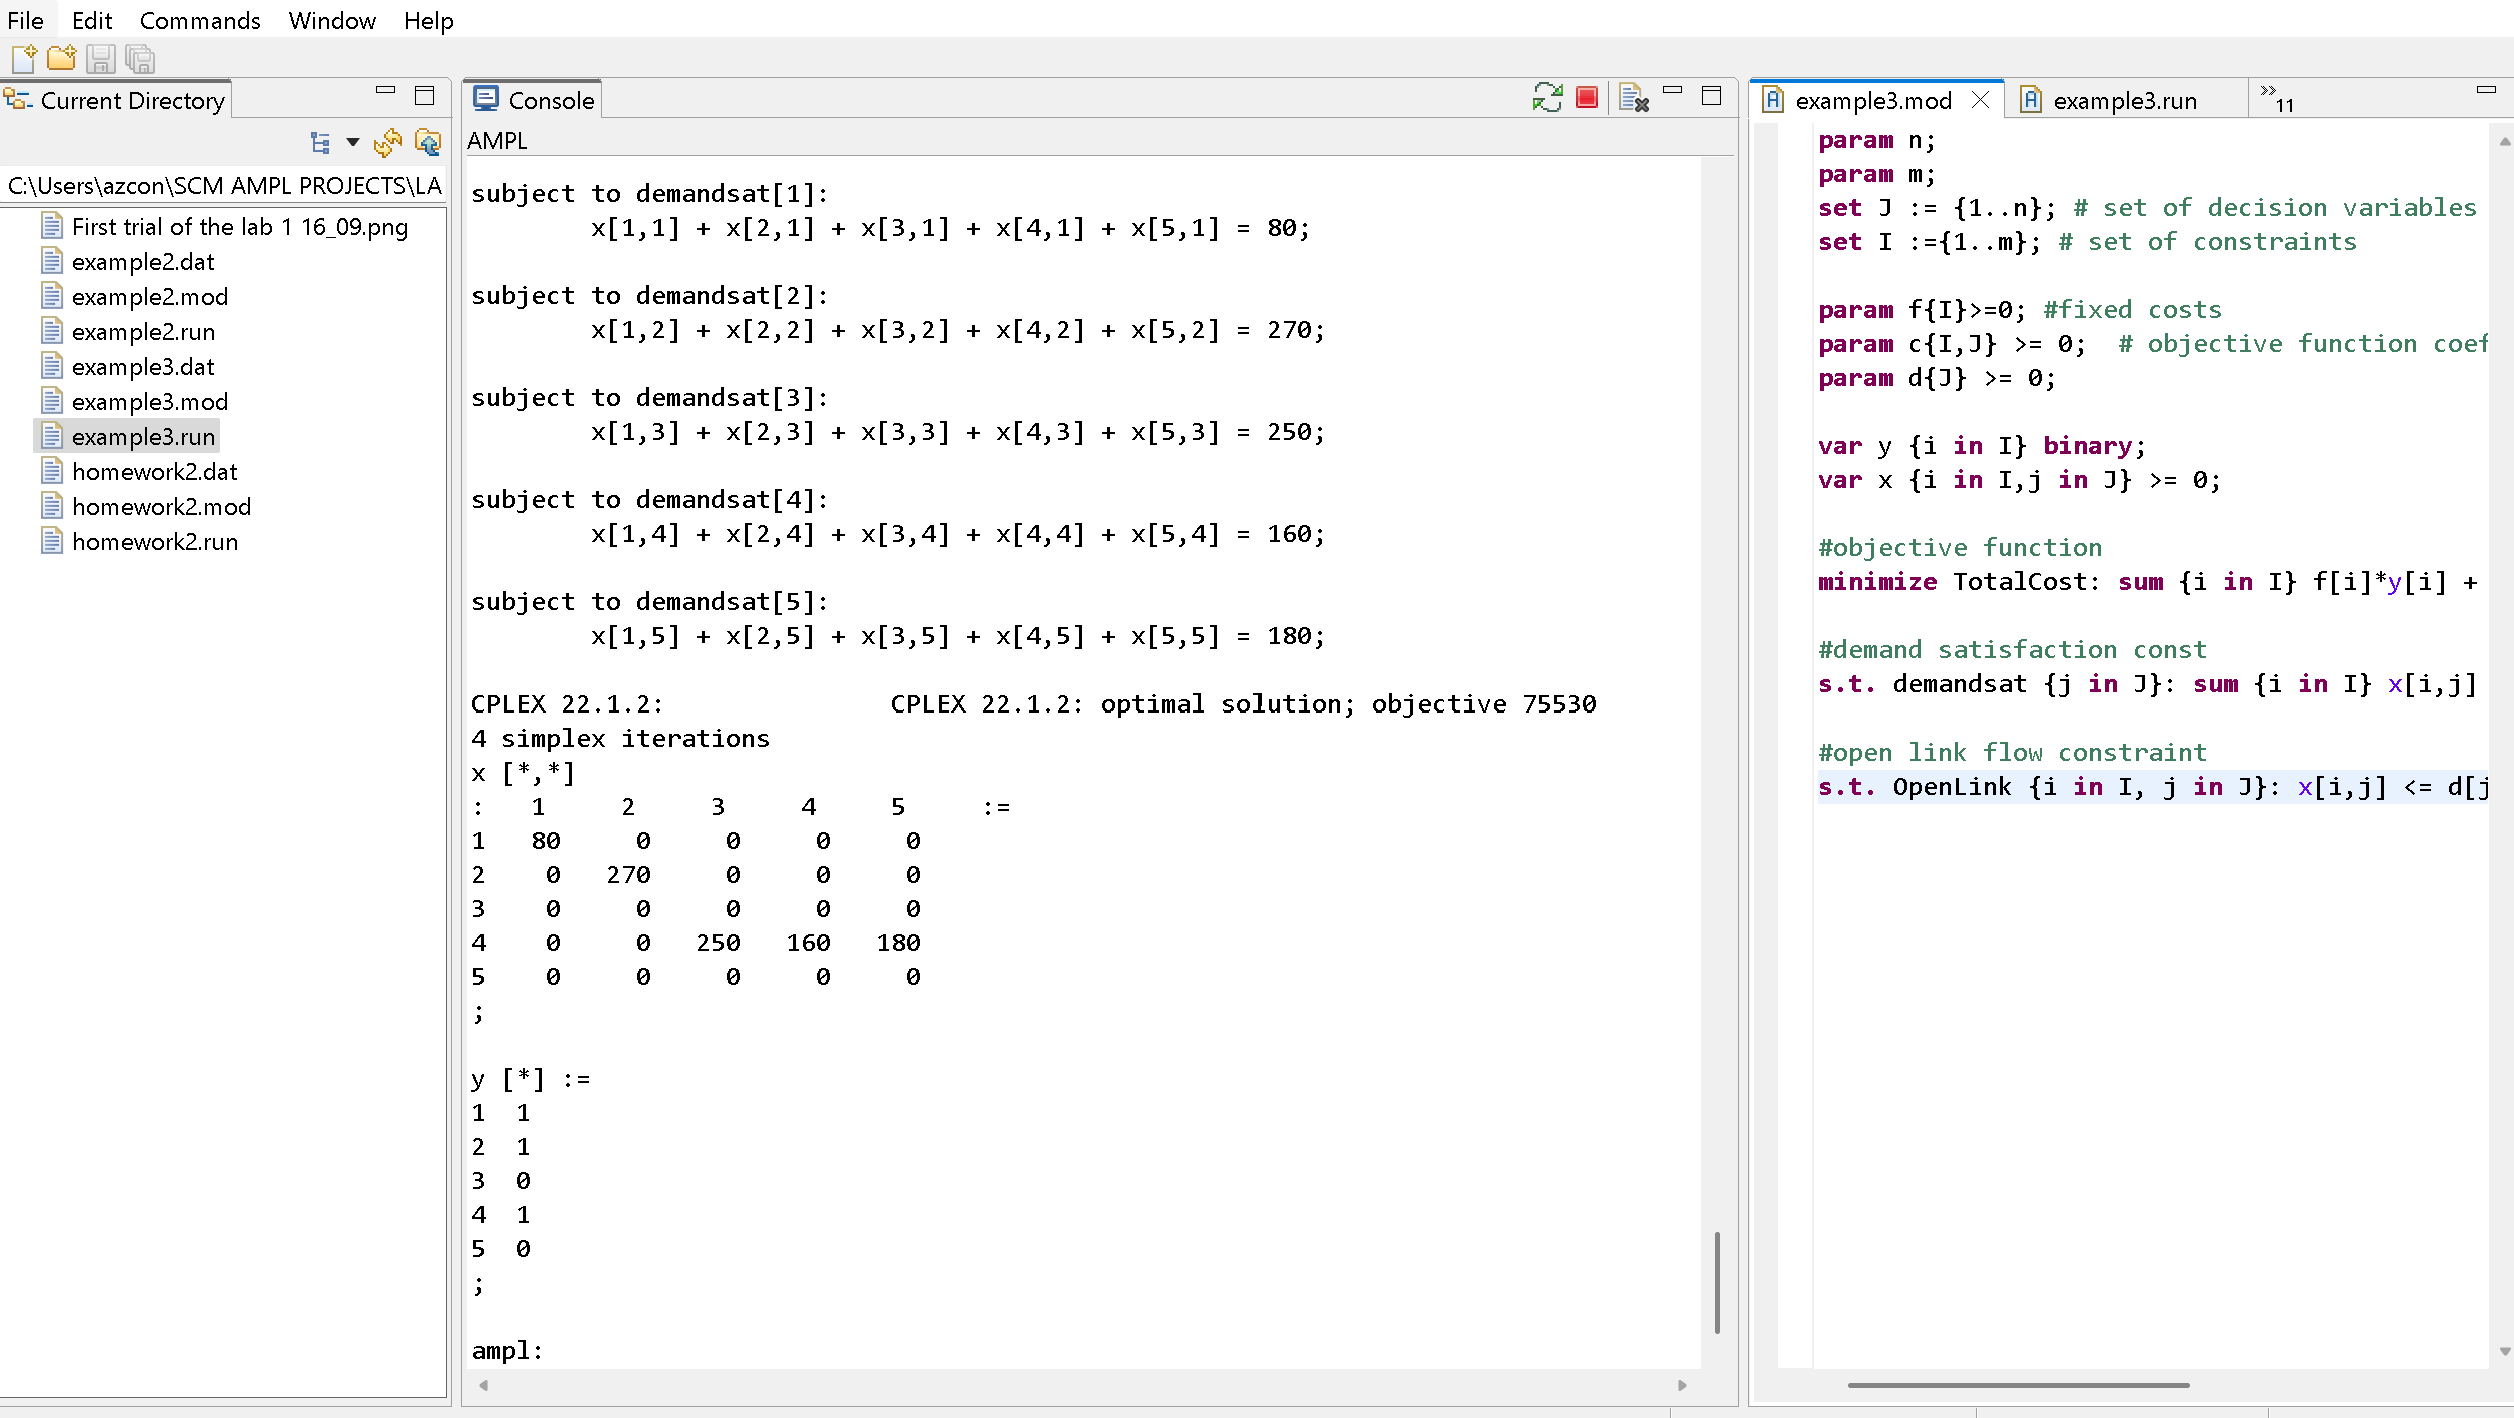 File Edit Commands Window Help
Current Directory
C:\Users\azcon\SCM AMPL PROJECTS\LA
First trial of the lab 1 16_09.png
example2.dat
example2.mod
example2.run
example3.dat
example3.mod
example3.run
homework2.dat
homework2.mod
homework2.run
Console
AMPL
subject to demandsat[1]:
x[1,1] + x[2,1] + x[3,1] + x[4,1] + x[5,1] = 80;
subject to demandsat[2]:
x[1,2] + x[2,2] + x[3,2] + x[4,2] + x[5,2] = 270;
subject to demandsat[3]:
x[1,3] + x[2,3] + x[3,3] + x[4,3] + x[5,3] = 250;
subject to demandsat[4]:
x[1,4] + x[2,4] + x[3,4] + x[4,4] + x[5,4] = 160;
subject to demandsat[5]:
x[1,5] + x[2,5] + x[3,5] + x[4,5] + x[5,5] = 180;
CPLEX 22.1.2: CPLEX 22.1.2: optimal solution; objective 75530
4 simplex iterations
x [*,*]
: 1 2 3 4 5 :=
1 80 0 0 0 0
2 0 270 0 0 0
3 0 0 0 0 0
4 0 0 250 160 180
5 0 0 0 0 0
;
y [*] :=
1 1
2 1
3 0
4 1
5 0
;
ampl:
example3.mod example3.run »11
param n;
param m;
set J := {1..n}; # set of decision variables
set I :={1..m}; # set of constraints
param f{I}>=0; #fixed costs
param c{I,J} >= 0; # objective function coef
param d{J} >= 0;
var y {i in I} binary;
var x {i in I,j in J} >= 0;
#objective function
minimize TotalCost: sum {i in I} f[i]*y[i] +
#demand satisfaction const
s.t. demandsat {j in J}: sum {i in I} x[i,j]
#open link flow constraint
s.t. OpenLink {i in I, j in J}: x[i,j] <= d[j